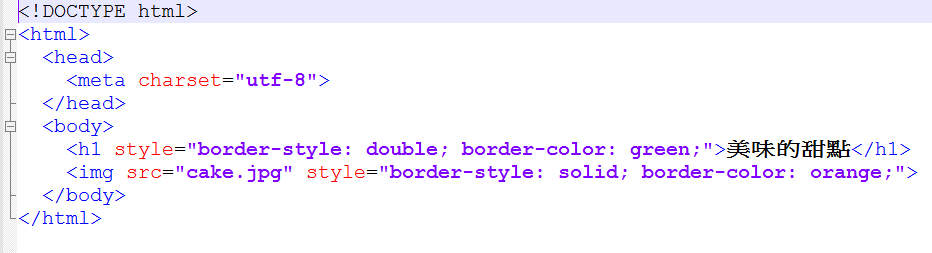 <!DOCTYPE html>
<html>
<head>
<meta charset="utf-8">
</head>
<body>
<h1 style="border-style: double; border-color: green;">美味的甜點</h1>
<img src="cake.jpg" style="border-style: solid; border-color: orange;">
</body>
</html>